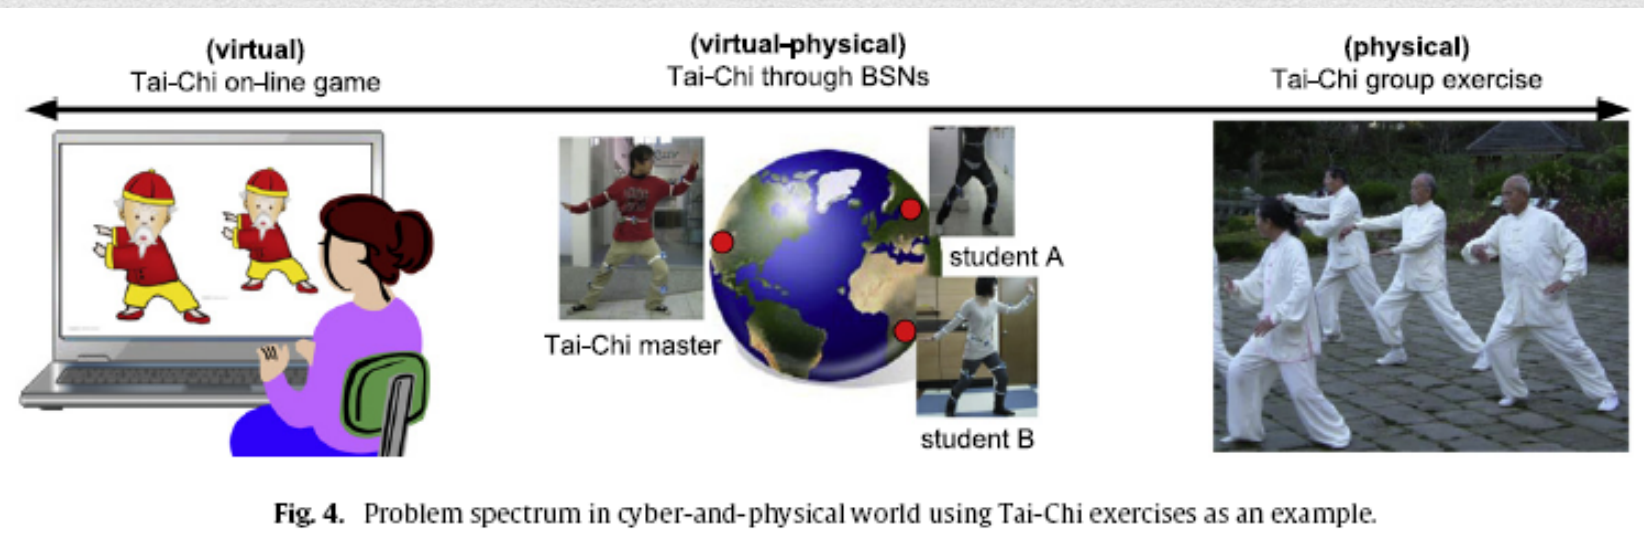 (virtual)
Tai-Chi on-line game
(virtual-physical)
Tai-Chi through BSNs
(physical)
Tai-Chi group exercise
student A
Tai-Chi master
student B
Fig. 4. Problem spectrum in cyber-and-physical world using Tai-Chi exercises as an example.